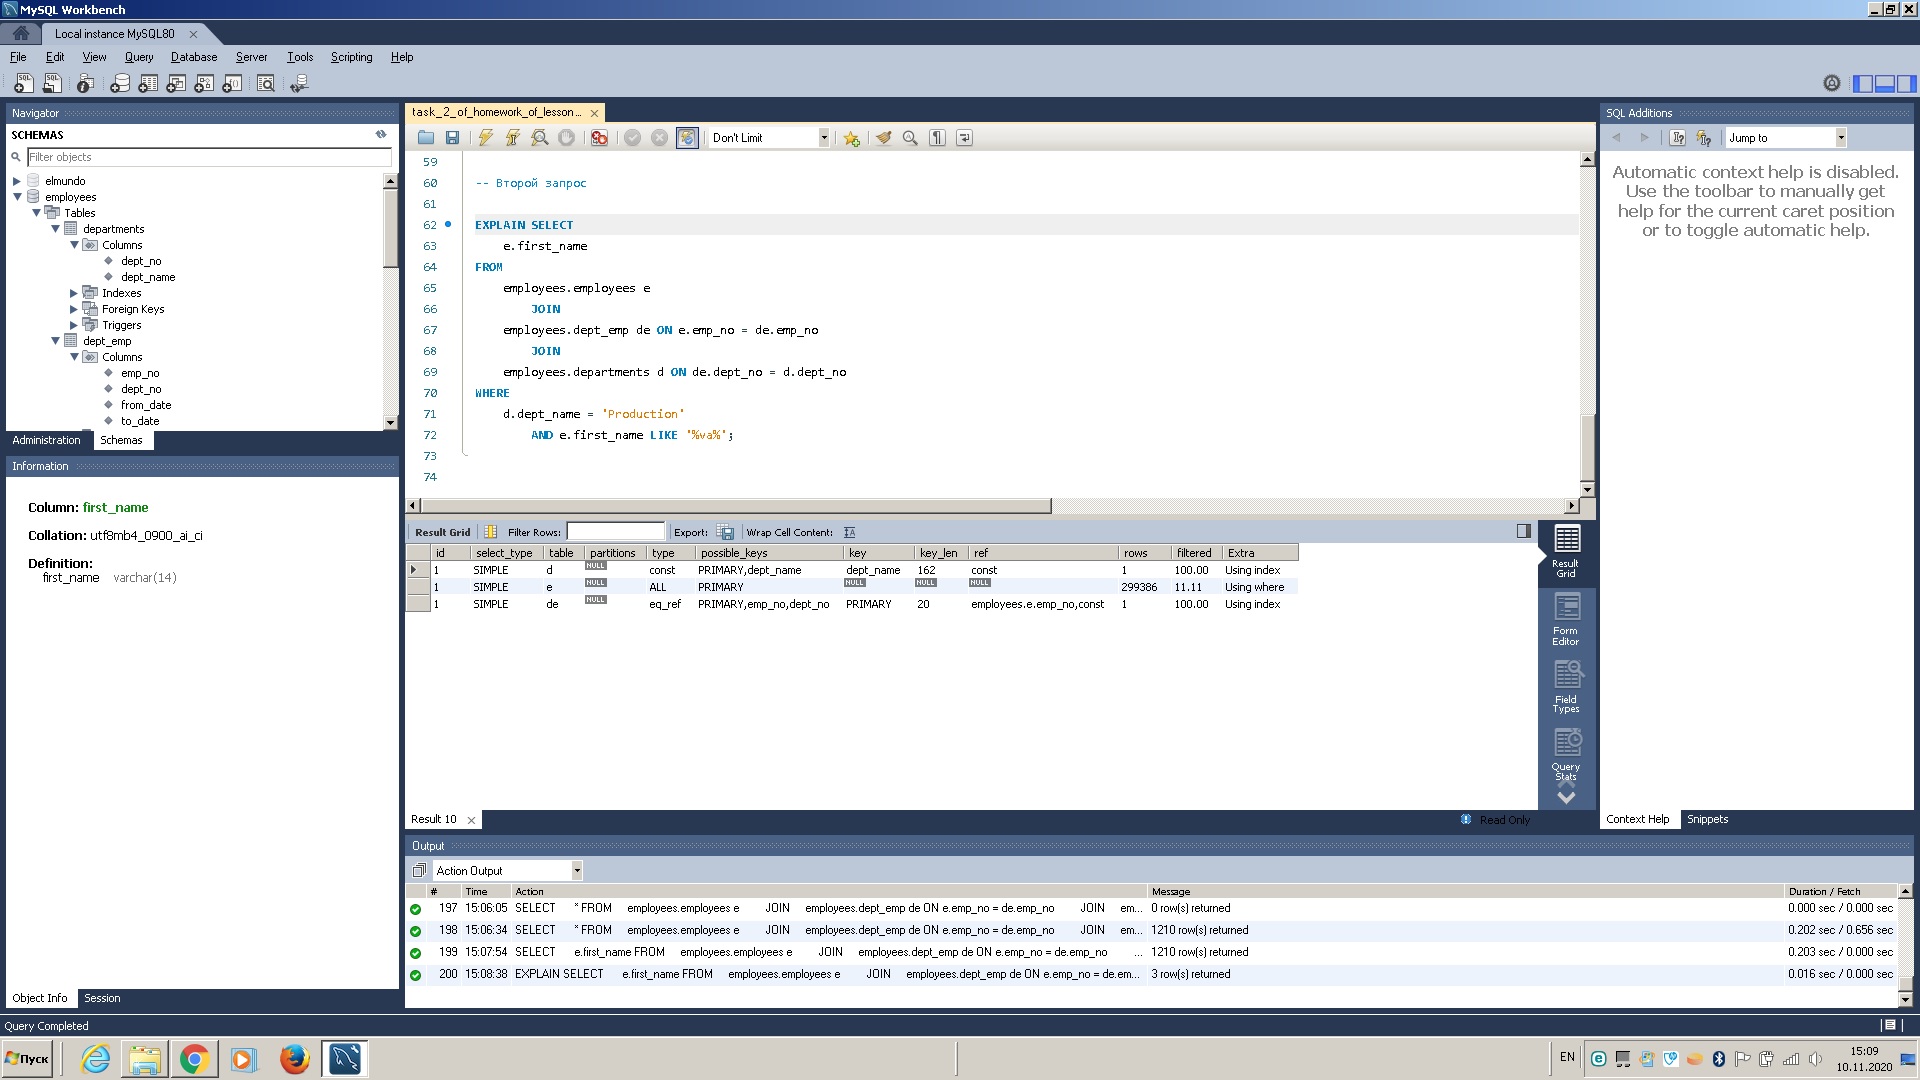 MySQL Workbench
Local instance MySQL80
File Edit View Query Database Server Tools Scripting Help
Navigator
SCHEMAS
Filter objects
elmundo
employees
Tables
departments
Columns
dept_no
dept_name
Indexes
Foreign Keys
Triggers
dept_emp
Columns
emp_no
dept_no
from_date
to_date
Administration Schemas
Information
Column: first_name
Collation: utf8mb4_0900_ai_ci
Definition:
first_name varchar(14)
Object Info Session
task_2_of_homework_of_lesson...
Don't Limit
59
60 -- Второй запрос
61
62 EXPLAIN SELECT
63 e.first_name
64 FROM
65 employees.employees e
66 JOIN
67 employees.dept_emp de ON e.emp_no = de.emp_no
68 JOIN
69 employees.departments d ON de.dept_no = d.dept_no
70 WHERE
71 d.dept_name = 'Production'
72 AND e.first_name LIKE '%va%';
73
74
Result Grid Filter Rows: Export: Wrap Cell Content:
id select_type table partitions type possible_keys key key_len ref rows filtered Extra
1 SIMPLE d NULL const PRIMARY,dept_name dept_name 162 const 1 100.00 Using index
1 SIMPLE e NULL ALL PRIMARY NULL NULL NULL 299386 11.11 Using where
1 SIMPLE de NULL eq_ref PRIMARY,emp_no,dept_no PRIMARY 20 employees.e.emp_no,const 1 100.00 Using index
Result Grid
Form Editor
Field Types
Query Stats
Result 10
Read Only
SQL Additions
Jump to
Automatic context help is disabled.
Use the toolbar to manually get
help for the current caret position
or to toggle automatic help.
Context Help Snippets
Output
Action Output
# Time Action Message Duration / Fetch
197 15:06:05 SELECT * FROM employees.employees e JOIN employees.dept_emp de ON e.emp_no = de.emp_no JOIN em... 0 row(s) returned 0.000 sec / 0.000 sec
198 15:06:34 SELECT * FROM employees.employees e JOIN employees.dept_emp de ON e.emp_no = de.emp_no JOIN em... 1210 row(s) returned 0.202 sec / 0.656 sec
199 15:07:54 SELECT e.first_name FROM employees.employees e JOIN employees.dept_emp de ON e.emp_no = de.emp_no ... 1210 row(s) returned 0.203 sec / 0.000 sec
200 15:08:38 EXPLAIN SELECT e.first_name FROM employees.employees e JOIN employees.dept_emp de ON e.emp_no = de.em... 3 row(s) returned 0.016 sec / 0.000 sec
Query Completed
Пуск
EN
15:09
10.11.2020